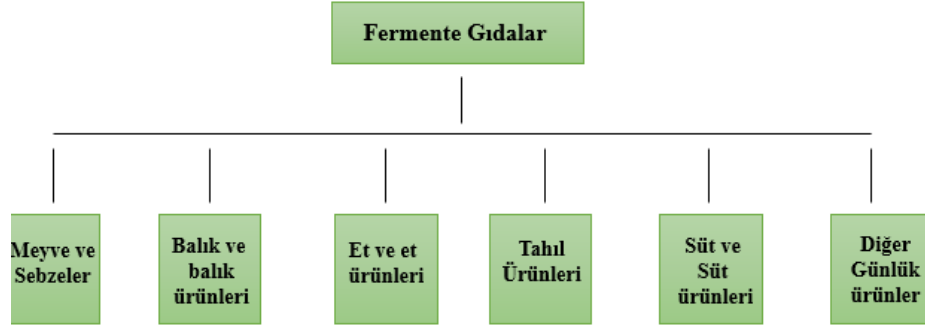 Fermente Gıdalar
Meyve ve
Sebzeler
Balık ve
balık
ürünleri
Et ve et
ürünleri
Tahıl
Ürünleri
Süt ve
Süt
ürünleri
Diğer
Günlük
ürünler